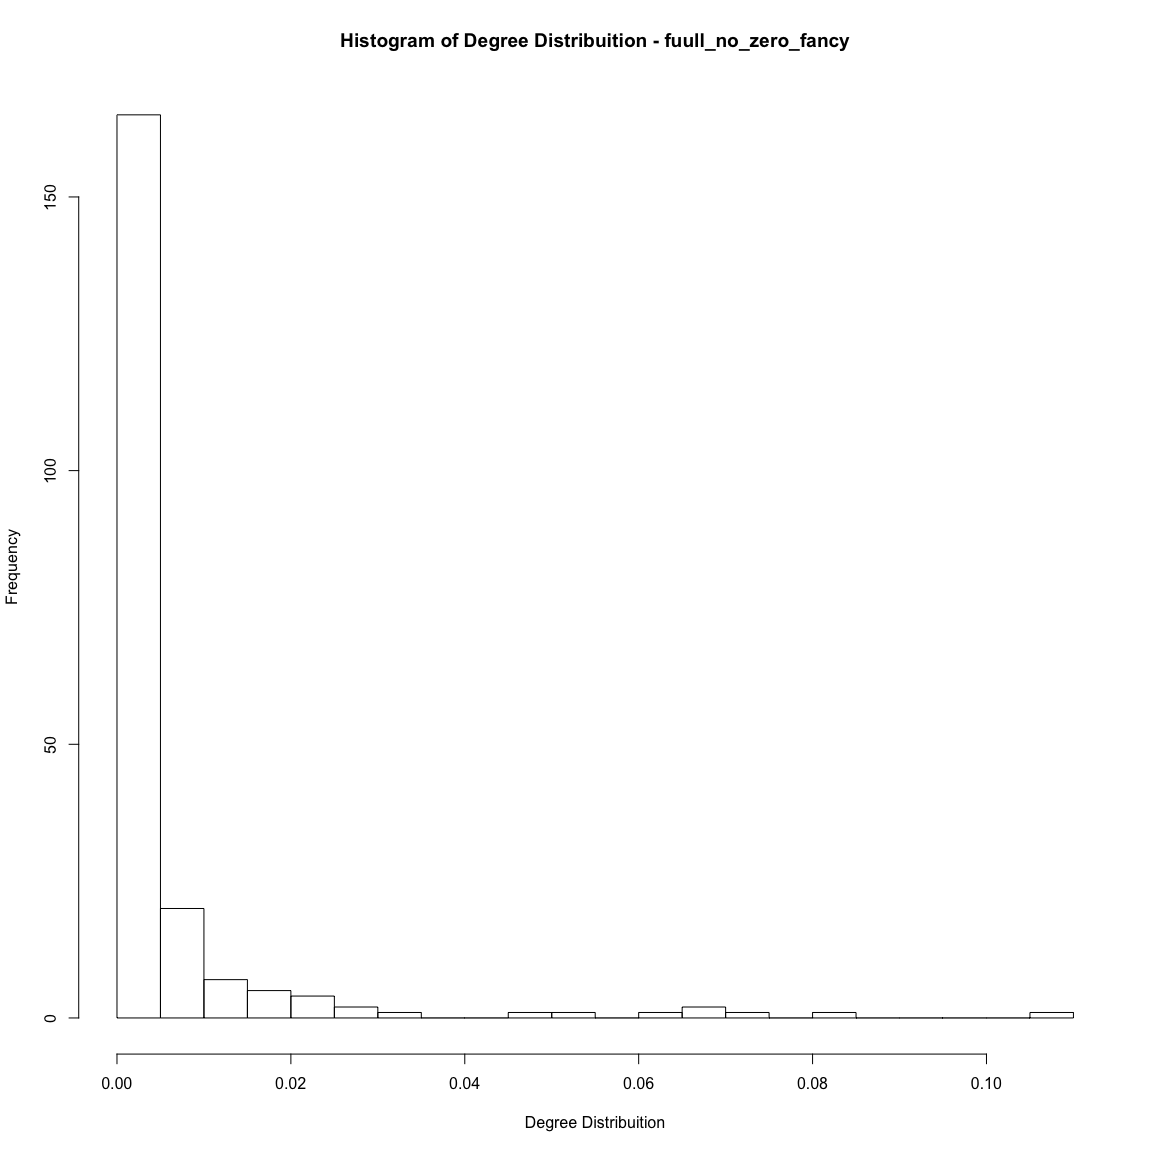 Histogram of Degree Distribuition - fuull_no_zero_fancy
Frequency
150
100
50
0
0.00 0.02 0.04 0.06 0.08 0.10
Degree Distribuition